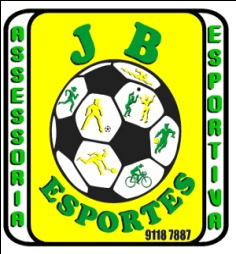 ASSESSORIA
J B
ESPORTES
9118 7887
ESPORTIVA